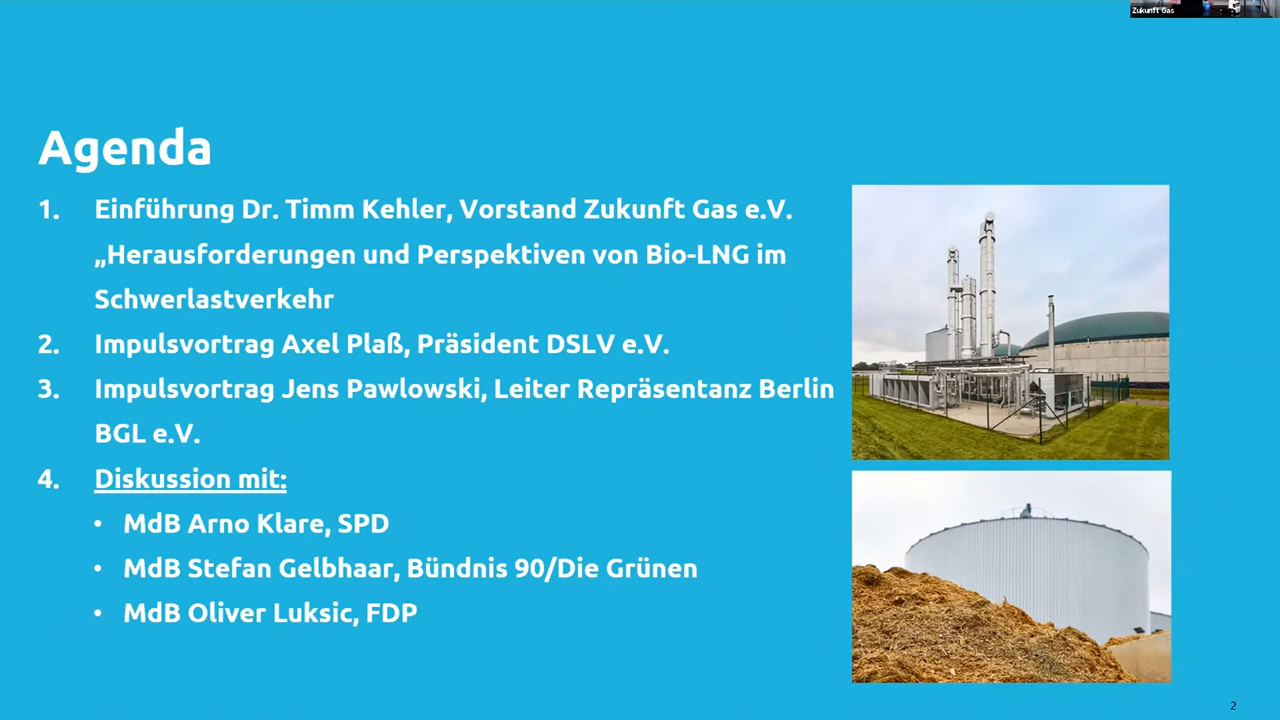 Zukunft Gas
Agenda
1. Einführung Dr. Timm Kehler, Vorstand Zukunft Gas e.V.
„Herausforderungen und Perspektiven von Bio-LNG im
Schwerlastverkehr
2. Impulsvortrag Axel Plaß, Präsident DSLV e.V.
3. Impulsvortrag Jens Pawlowski, Leiter Repräsentanz Berlin
BGL e.V.
4. Diskussion mit:
• MdB Arno Klare, SPD
• MdB Stefan Gelbhaar, Bündnis 90/Die Grünen
• MdB Oliver Luksic, FDP
2